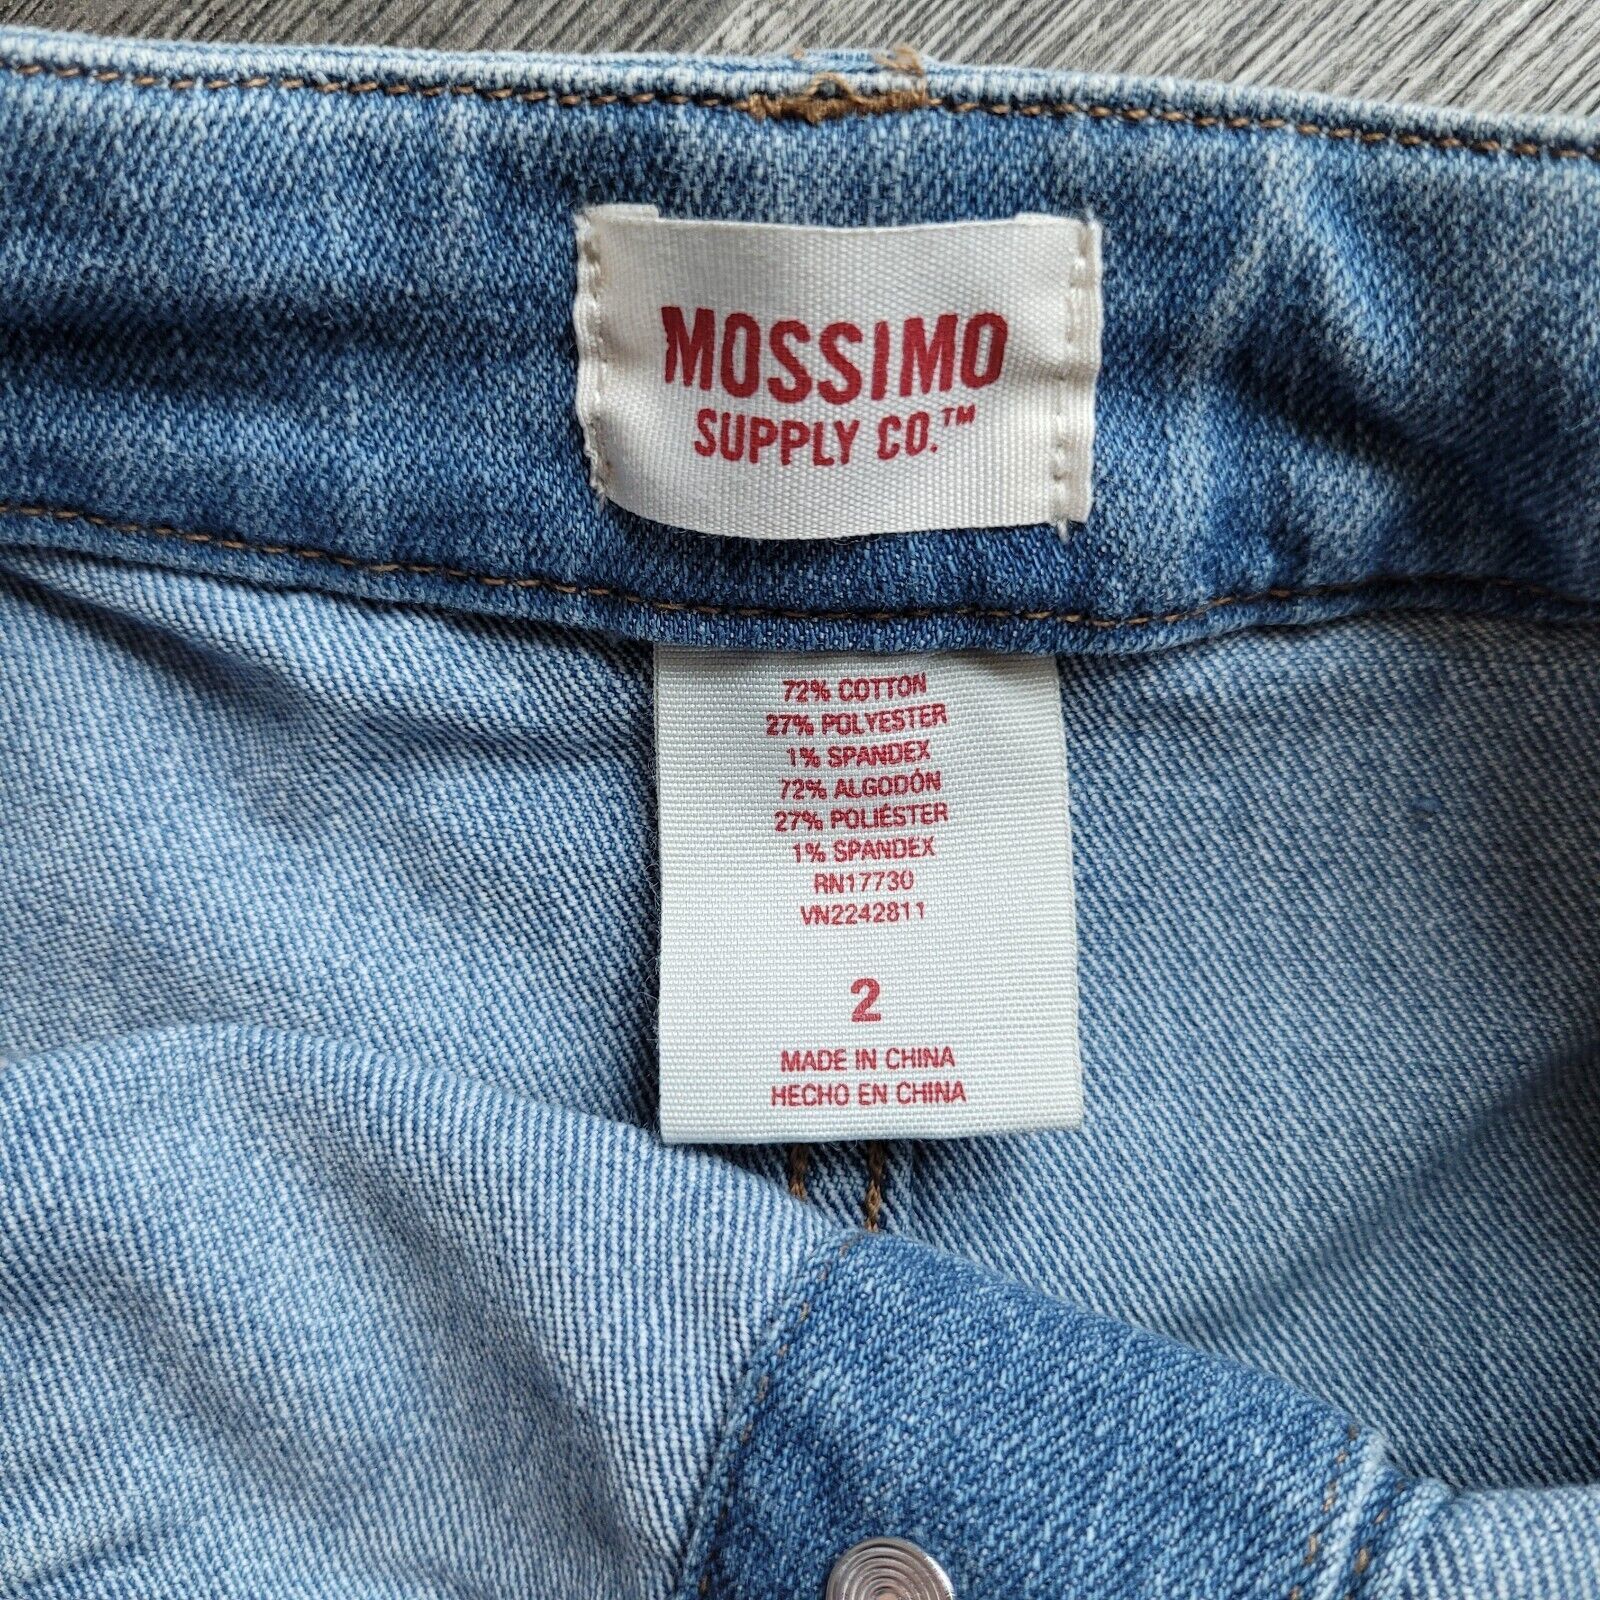 MOSSIMO
SUPPLY CO.™
72% COTTON
27% POLYESTER
1% SPANDEX
72% ALGODÓN
27% POLIÉSTER
1% SPANDEX
RN17730
VN2242811
2
MADE IN CHINA
HECHO EN CHINA